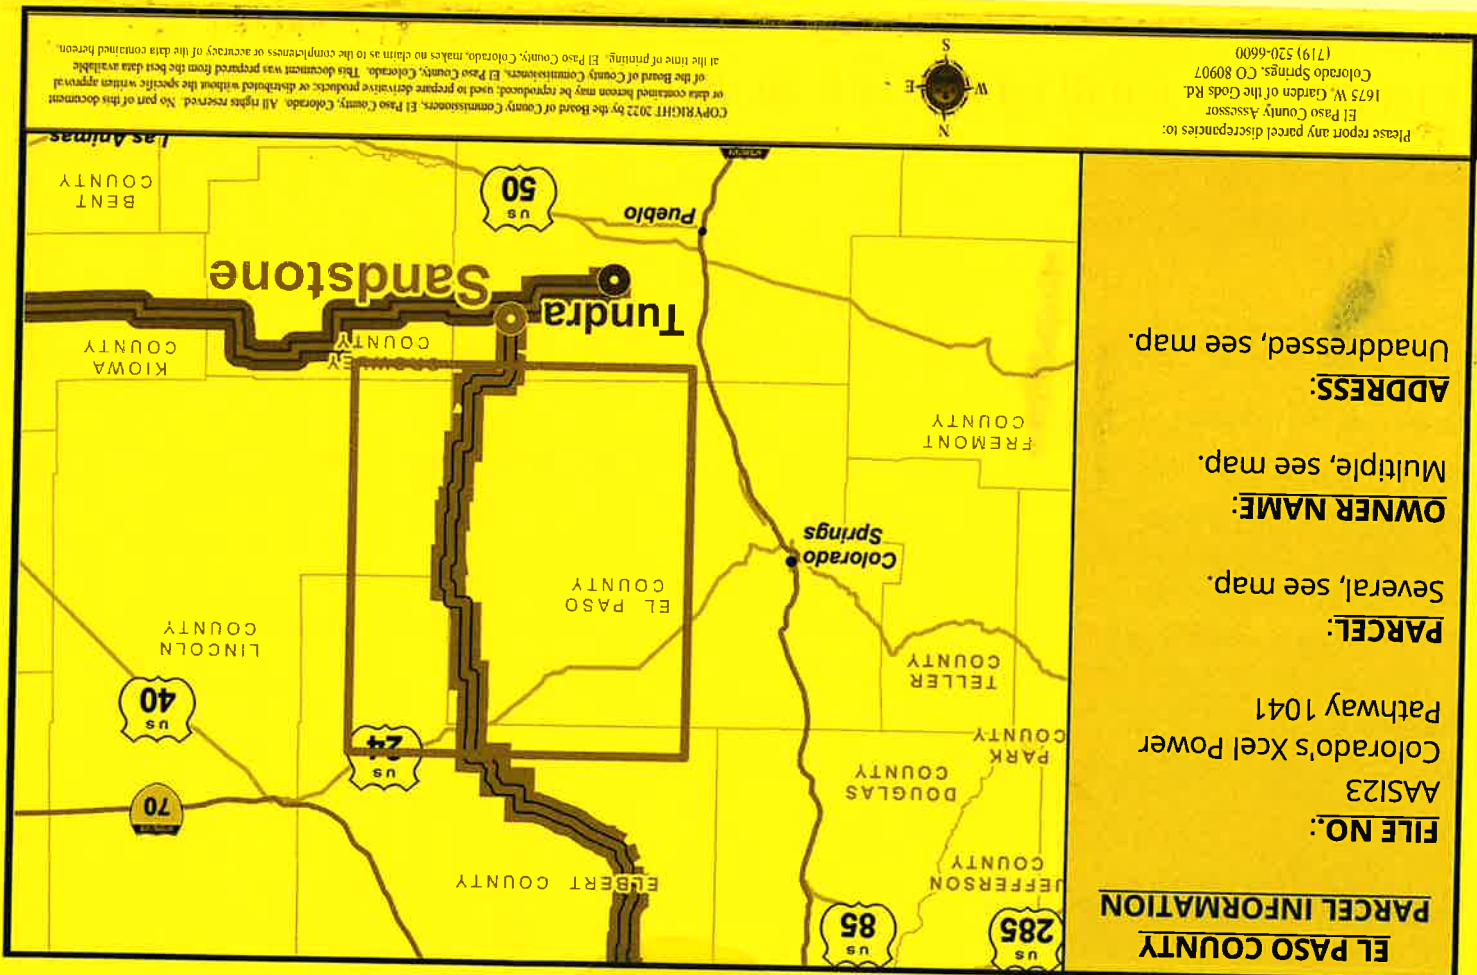 EL PASO COUNTY
PARCEL INFORMATION
FILE NO.:
AASI23
Colorado's Xcel Power
Pathway 1041
PARCEL:
Several, see map.
OWNER NAME:
Multiple, see map.
ADDRESS:
Unaddressed, see map.
US
285
US
85
JEFFERSON
COUNTY
ELBERT COUNTY
DOUGLAS
COUNTY
PARK
COUNTY
70
US
24
US
40
TELLER
COUNTY
LINCOLN
COUNTY
EL PASO
COUNTY
Colorado
Springs
FREMONT
COUNTY
CROWLEY
COUNTY
KIOWA
COUNTY
Tundra
Sandstone
Pueblo
US
50
BENT
COUNTY
Las Animas
Please report any parcel discrepancies to:
El Paso County Assessor
1675 W. Garden of the Gods Rd.
Colorado Springs, CO 80907
(719) 520-6600
N
W
E
S
COPYRIGHT 2022 by the Board of County Commissioners, El Paso County, Colorado. All rights reserved. No part of this document
or data contained hereon may be reproduced; used to prepare derivative products; or distributed without the specific written approval
of the Board of County Commissioners, El Paso County, Colorado. This document was prepared from the best data available
at the time of printing. El Paso County, Colorado, makes no claim as to the completeness or accuracy of the data contained hereon.